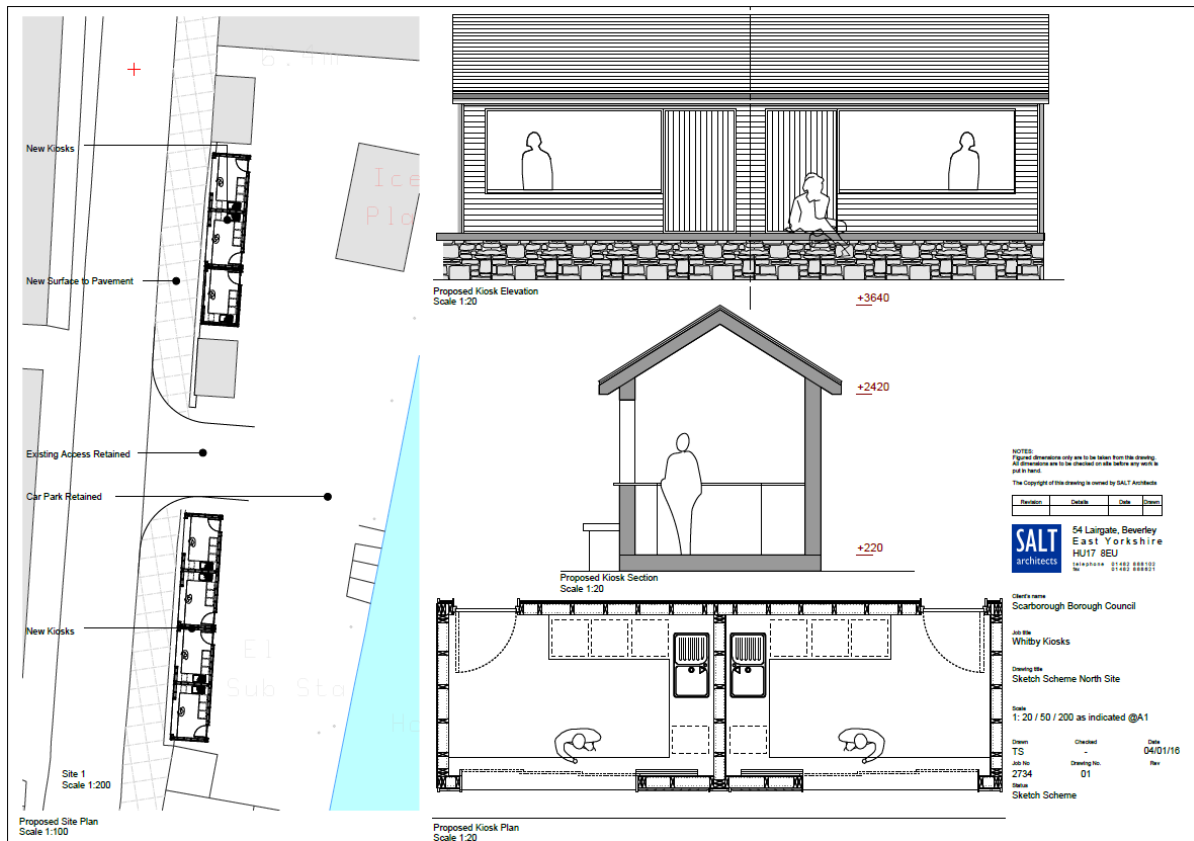 6.4m
New Kiosks
Ice
Pla
New Surface to Pavement
Existing Access Retained
Car Park Retained
New Kiosks
El
Sub Sta
Ho
Site 1
Scale 1:200
Proposed Site Plan
Scale 1:100
Proposed Kiosk Elevation
Scale 1:20
+3640
+2420
+220
Proposed Kiosk Section
Scale 1:20
Proposed Kiosk Plan
Scale 1:20
NOTES:
Figured dimensions only are to be taken from this drawing.
All dimensions are to be checked on site before any work is
put in hand.
The Copyright of this drawing is owned by SALT Architects
Revision Details Date Drawn
SALT
architects
54 Lairgate, Beverley
East Yorkshire
HU17 8EU
telephone
Client's name
Scarborough Borough Council
Job title
Whitby Kiosks
Drawing title
Sketch Scheme North Site
Scale
1: 20 / 50 / 200 as indicated @A1
Drawn Checked Date
TS - 04/01/16
Job No Drawing No. Rev
2734 01
Status
Sketch Scheme